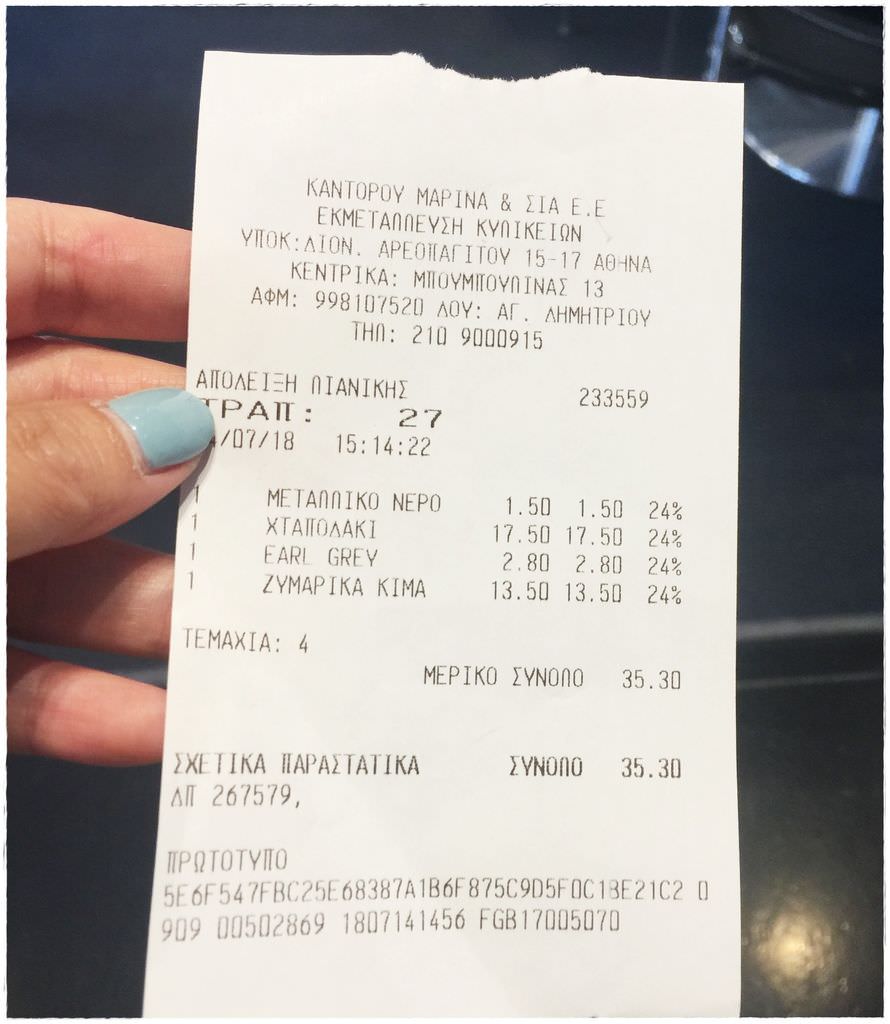 ΚΑΝΤΟΡΟΥ ΜΑΡΙΝΑ & ΣΙΑ Ε.Ε
ΕΚΜΕΤΑΛΛΕΥΣΗ ΚΥΛΙΚΕΙΩΝ
ΥΠΟΚ:ΔΙΟΝ. ΑΡΕΟΠΑΓΙΤΟΥ 15-17 ΑΘΗΝΑ
ΚΕΝΤΡΙΚΑ: ΜΠΟΥΜΠΟΥΛΙΝΑΣ 13
ΑΦΜ: 998107520 ΔΟΥ: ΑΓ. ΔΗΜΗΤΡΙΟΥ
ΤΗΛ: 210 9000915
ΑΠΟΔΕΙΞΗ ΛΙΑΝΙΚΗΣ 233559
ΤΡΑΠ: 27
/07/18 15:14:22
1 ΜΕΤΑΛΛΙΚΟ ΝΕΡΟ 1.50 1.50 24%
1 ΧΤΑΠΟΔΑΚΙ 17.50 17.50 24%
1 EARL GREY 2.80 2.80 24%
1 ΖΥΜΑΡΙΚΑ ΚΙΜΑ 13.50 13.50 24%
ΤΕΜΑΧΙΑ: 4
ΜΕΡΙΚΟ ΣΥΝΟΛΟ 35.30
ΣΧΕΤΙΚΑ ΠΑΡΑΣΤΑΤΙΚΑ ΣΥΝΟΛΟ 35.30
ΔΠ 267579,
ΠΡΩΤΟΤΥΠΟ
5E6F547FBC25E68387A1B6F875C9D5F0C13E21C2 0
909 00502869 1807141456 FGB17005070